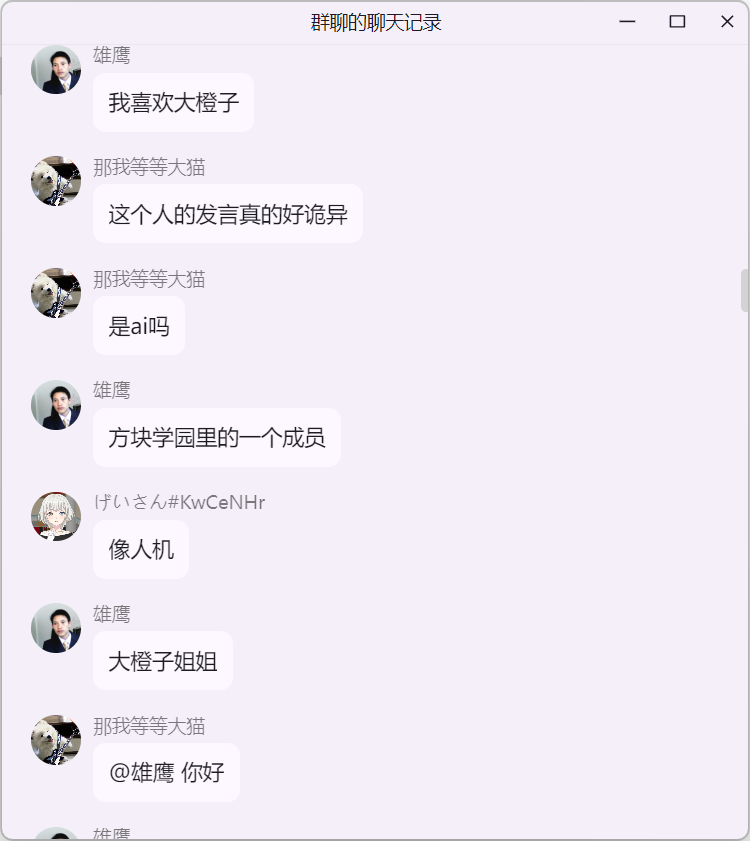 群聊的聊天记录
雄鹰
我喜欢大橙子
那我等等大猫
这个人的发言真的好诡异
那我等等大猫
是ai吗
雄鹰
方块学园里的一个成员
げいさん#KwCeNHr
像人机
雄鹰
大橙子姐姐
那我等等大猫
@雄鹰 你好
雄鹰